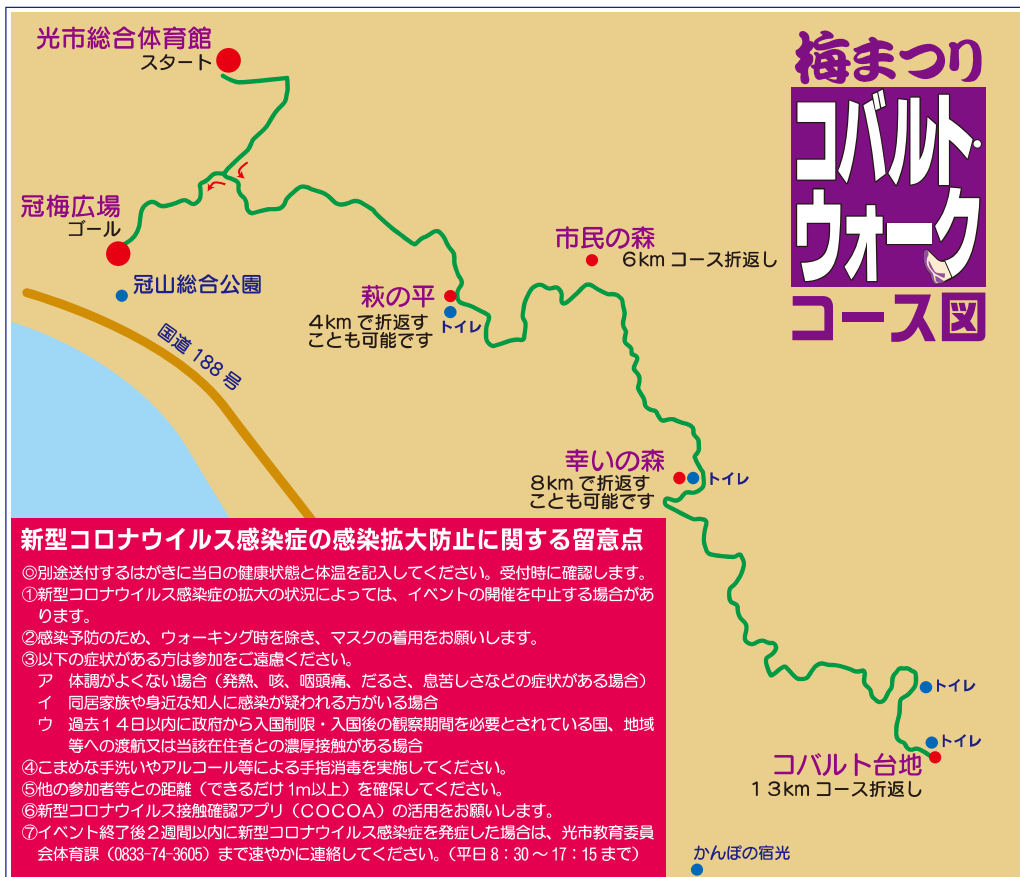 光市総合体育館
スタート
梅まつり
コバルト・
ウォーク
コース図
冠梅広場
ゴール
冠山総合公園
国道188号
萩の平
トイレ
4kmで折返す
ことも可能です
市民の森
6kmコース折返し
幸いの森
トイレ
8kmで折返す
ことも可能です
トイレ
トイレ
コバルト台地
13kmコース折返し
かんぽの宿光
新型コロナウイルス感染症の感染拡大防止に関する留意点
◎別途送付するはがきに当日の健康状態と体温を記入してください。受付時に確認します。
①新型コロナウイルス感染症の拡大の状況によっては、イベントの開催を中止する場合があ
ります。
②感染予防のため、ウォーキング時を除き、マスクの着用をお願いします。
③以下の症状がある方は参加をご遠慮ください。
ア 体調がよくない場合（発熱、咳、咽頭痛、だるさ、息苦しさなどの症状がある場合）
イ 同居家族や身近な知人に感染が疑われる方がいる場合
ウ 過去14日以内に政府から入国制限・入国後の観察期間を必要とされている国、地域
等への渡航又は当該在住者との濃厚接触がある場合
④こまめな手洗いやアルコール等による手指消毒を実施してください。
⑤他の参加者等との距離（できるだけ1m以上）を確保してください。
⑥新型コロナウイルス接触確認アプリ（COCOA）の活用をお願いします。
⑦イベント終了後2週間以内に新型コロナウイルス感染症を発症した場合は、光市教育委員
会体育課（0833-74-3605）まで速やかに連絡してください。（平日8：30～17：15まで）